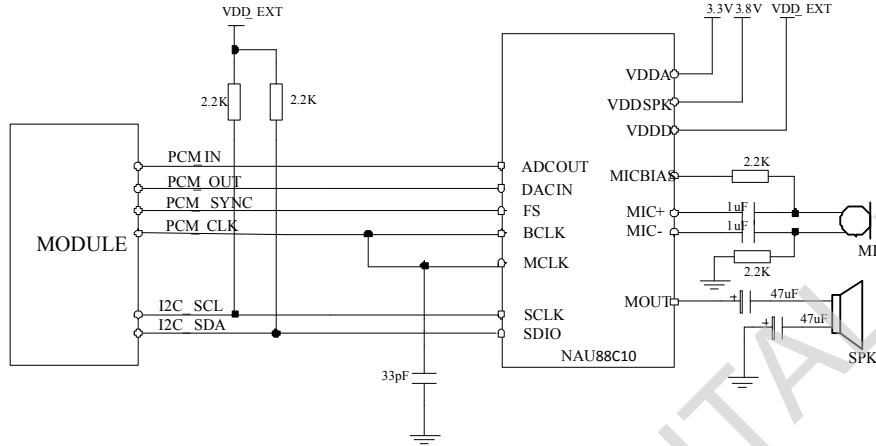 VDD_EXT
3.3V 3.8V VDD_EXT
2.2K 2.2K
VDDA
VDDSPK
VDDD
PCM_IN
ADCOUT
MICBIAS
2.2K
PCM_OUT
DACIN
PCM_SYNC
FS
MIC+
1uF
PCM_CLK
BCLK
MIC-
1uF
MODULE
MCLK
MI
2.2K
MOUT
47uF
I2C_SCL
SCLK
I2C_SDA
SDIO
47uF
NAU88C10
SPK
33pF